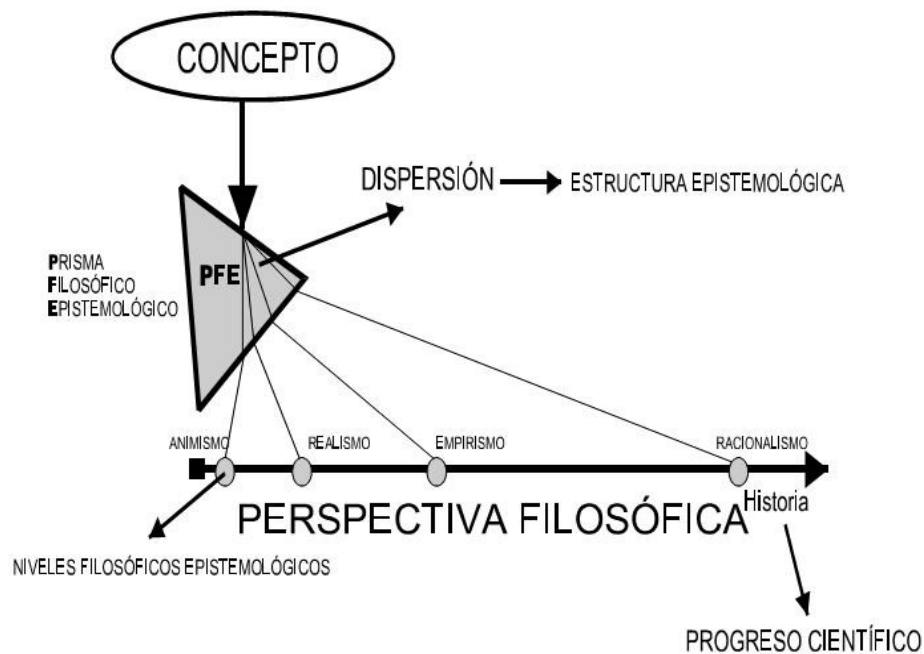 CONCEPTO
DISPERSIÓN
ESTRUCTURA EPISTEMOLÓGICA
PRISMA
FILOSÓFICO
EPISTEMOLÓGICO
PFE
ANIMISMO
REALISMO
EMPIRISMO
RACIONALISMO
Historia
PERSPECTIVA FILOSÓFICA
NIVELES FILOSÓFICOS EPISTEMOLÓGICOS
PROGRESO CIENTÍFICO